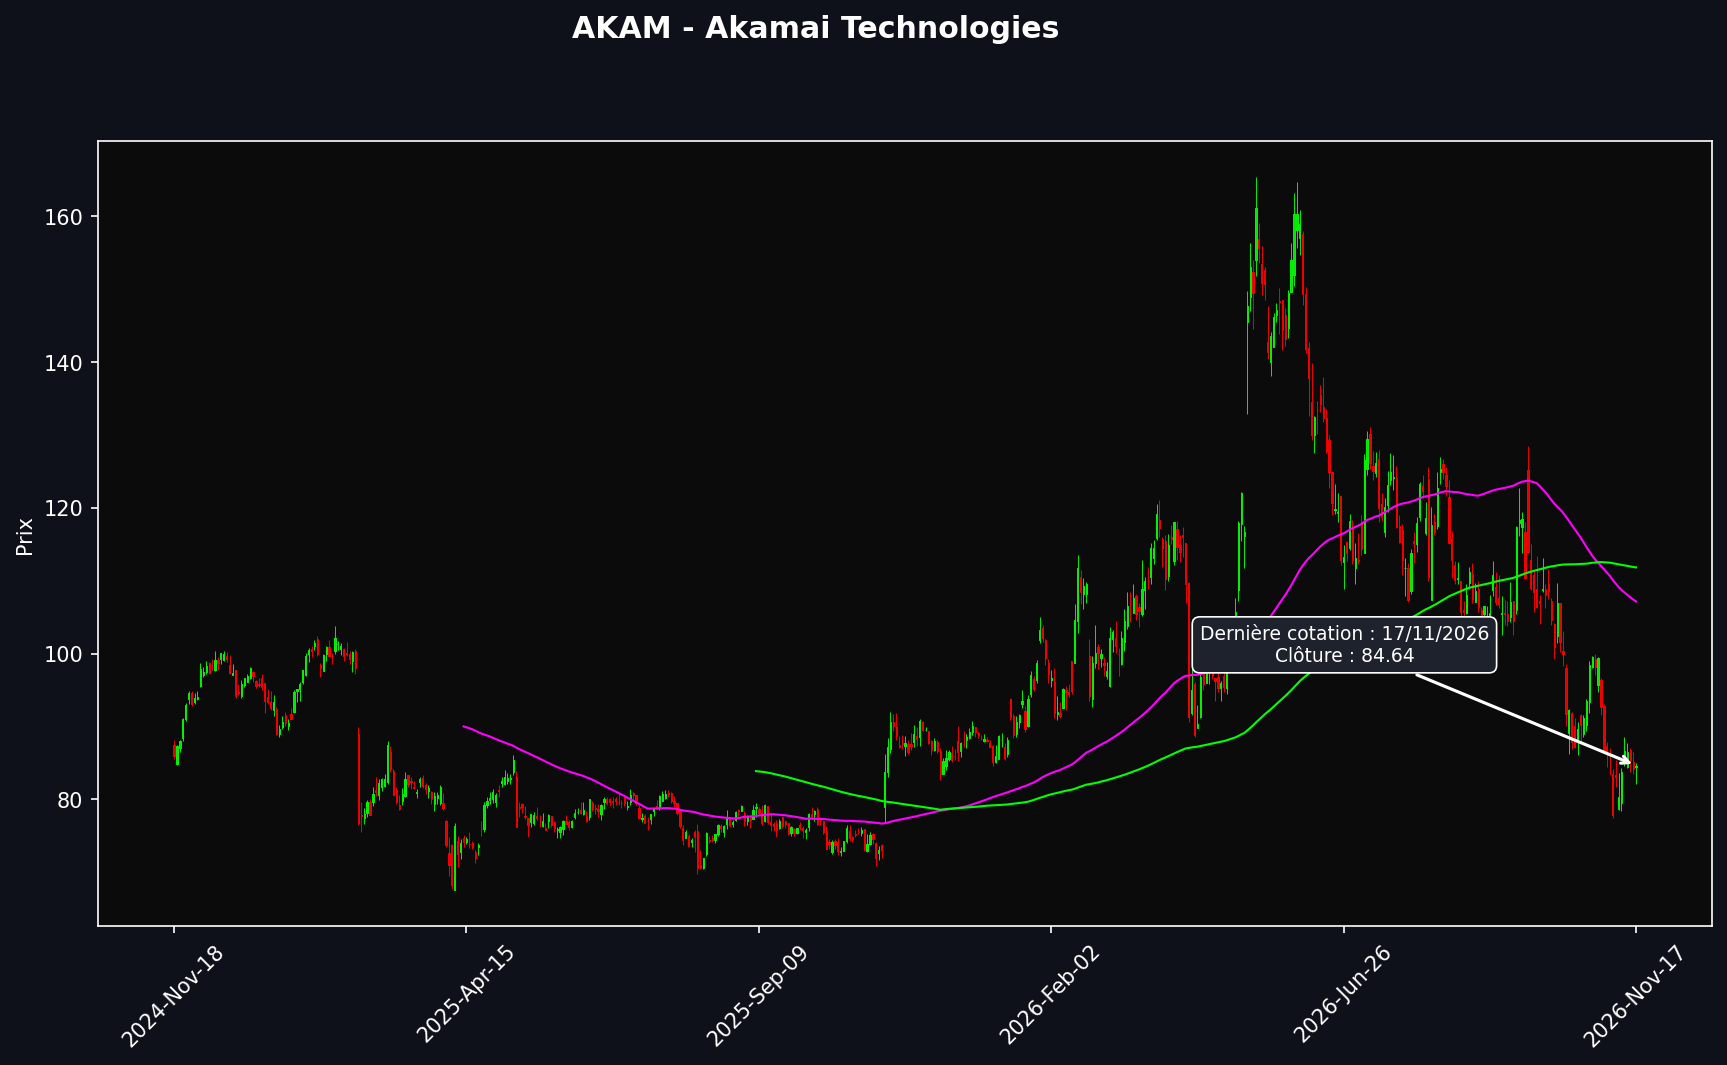 AKAM - Akamai Technologies
Prix
160
140
120
100
80
Dernière cotation : 17/11/2026
Clôture : 84.64
2024-Nov-18
2025-Apr-15
2025-Sep-09
2026-Feb-02
2026-Jun-26
2026-Nov-17